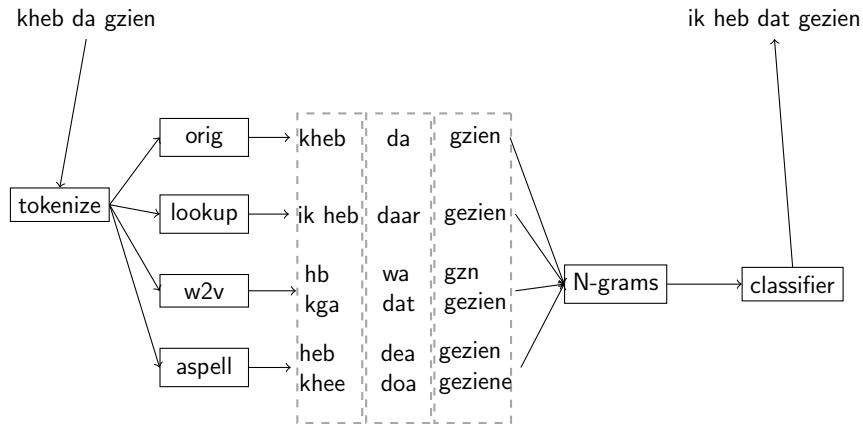 kheb da gzien
ik heb dat gezien
orig
kheb da gzien
tokenize
lookup
ik heb daar gezien
w2v
hb wa gzn
kga dat gezien
N-grams
classifier
aspell
heb dea gezien
khee doa geziene